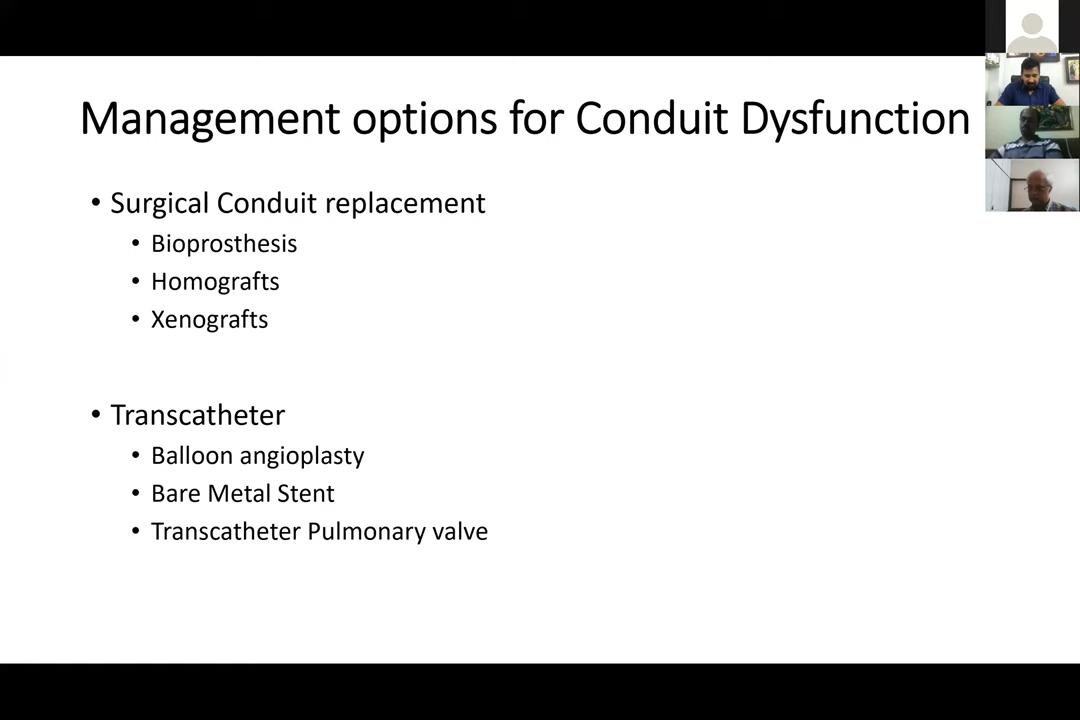 Management options for Conduit Dysfunction
• Surgical Conduit replacement
• Bioprosthesis
• Homografts
• Xenografts
• Transcatheter
• Balloon angioplasty
• Bare Metal Stent
• Transcatheter Pulmonary valve